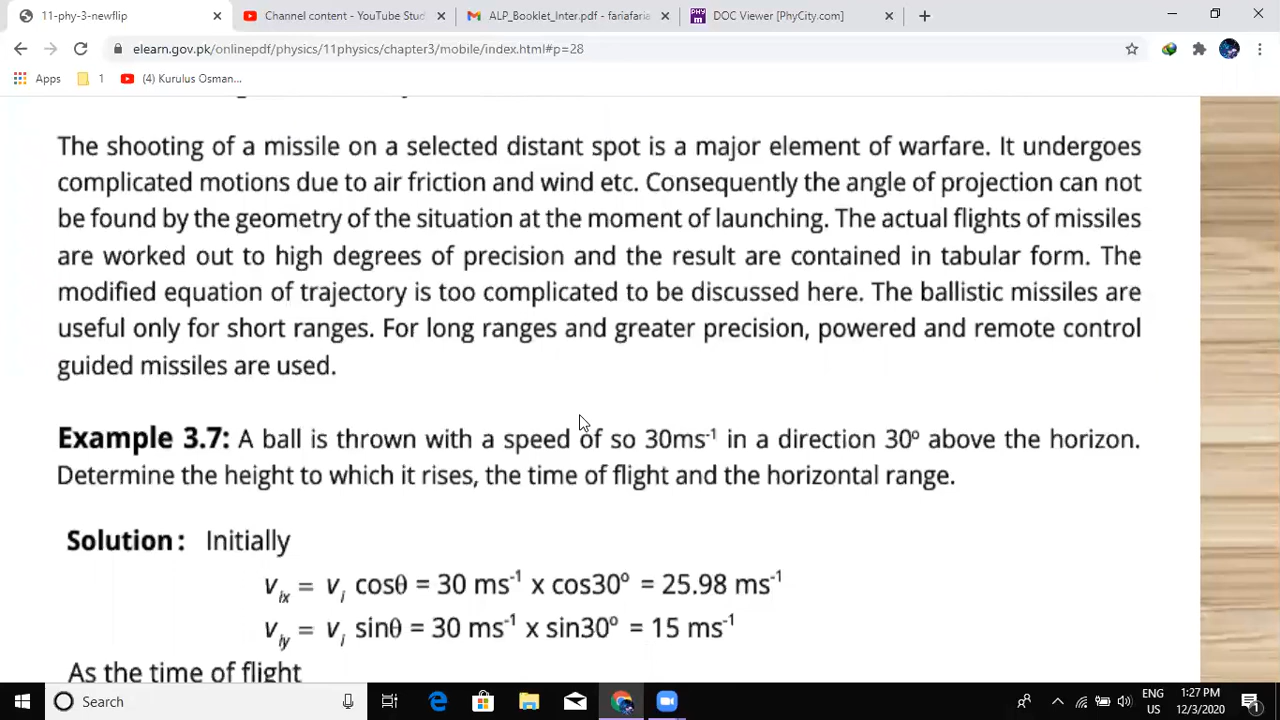 11-phy-3-newflip
Channel content - YouTube Stud
ALP_Booklet_Inter.pdf - fariafaria
DOC Viewer [PhyCity.com]
elearn.gov.pk/onlinepdf/physics/11physics/chapter3/mobile/index.html#p=28
Apps
1
(4) Kurulus Osman...
The shooting of a missile on a selected distant spot is a major element of warfare. It undergoes
complicated motions due to air friction and wind etc. Consequently the angle of projection can not
be found by the geometry of the situation at the moment of launching. The actual flights of missiles
are worked out to high degrees of precision and the result are contained in tabular form. The
modified equation of trajectory is too complicated to be discussed here. The ballistic missiles are
useful only for short ranges. For long ranges and greater precision, powered and remote control
guided missiles are used.
Example 3.7: A ball is thrown with a speed of so 30ms⁻¹ in a direction 30º above the horizon.
Determine the height to which it rises, the time of flight and the horizontal range.
Solution: Initially
v_ix = v_i cosθ = 30 ms⁻¹ x cos30º = 25.98 ms⁻¹
v_iy = v_i sinθ = 30 ms⁻¹ x sin30º = 15 ms⁻¹
As the time of flight
Search
ENG
US
1:27 PM
12/3/2020
1